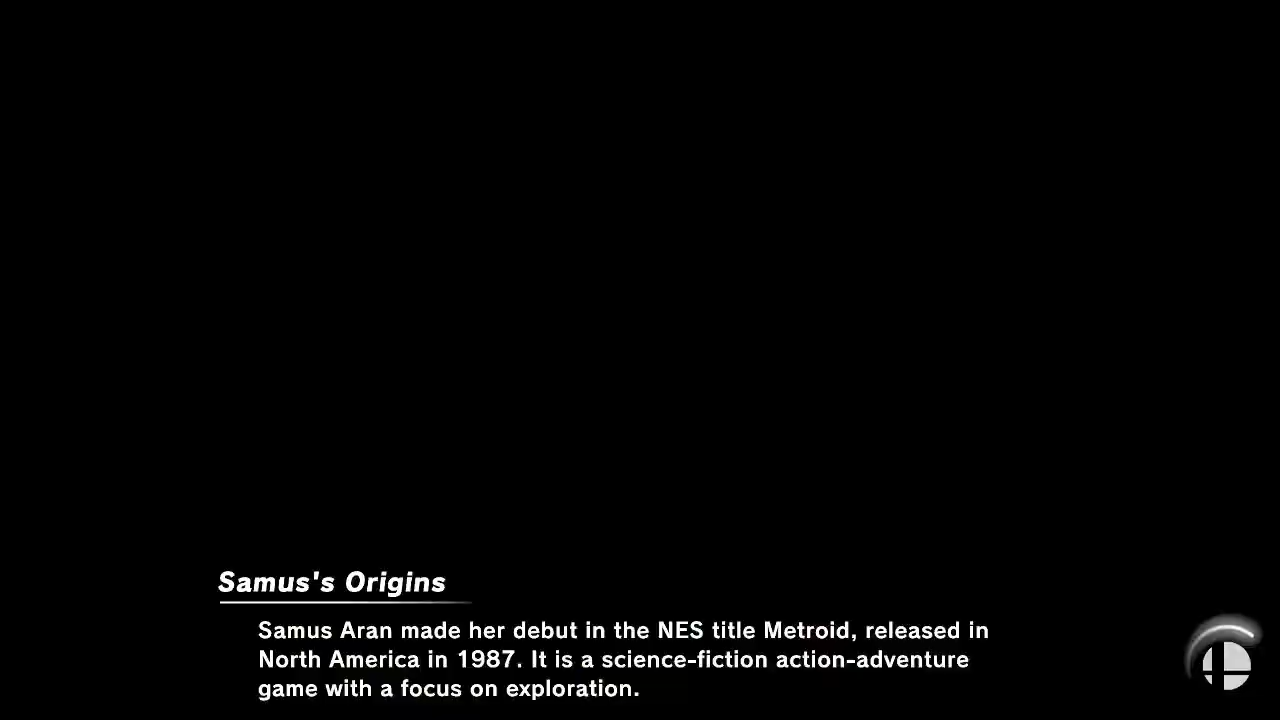 Samus's Origins
Samus Aran made her debut in the NES title Metroid, released in
North America in 1987. It is a science-fiction action-adventure
game with a focus on exploration.